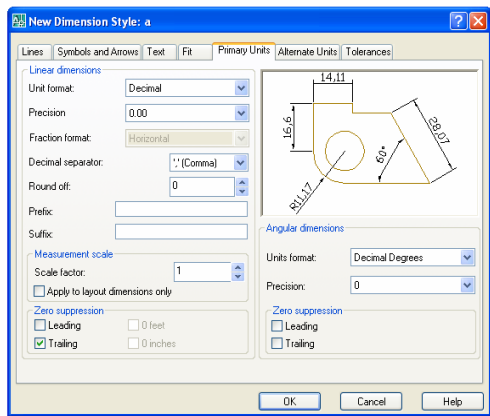 New Dimension Style: a
Lines Symbols and Arrows Text Fit Primary Units Alternate Units Tolerances
Linear dimensions
Unit format: Decimal
Precision 0.00
Fraction format: Horizontal
Decimal separator: ',' (Comma)
Round off: 0
Prefix:
Suffix:
Measurement scale
Scale factor: 1
Apply to layout dimensions only
Zero suppression
Leading 0 feet
Trailing 0 inches
14,11
16,6
28,07
60°
R11,17
Angular dimensions
Units format: Decimal Degrees
Precision: 0
Zero suppression
Leading
Trailing
OK Cancel Help